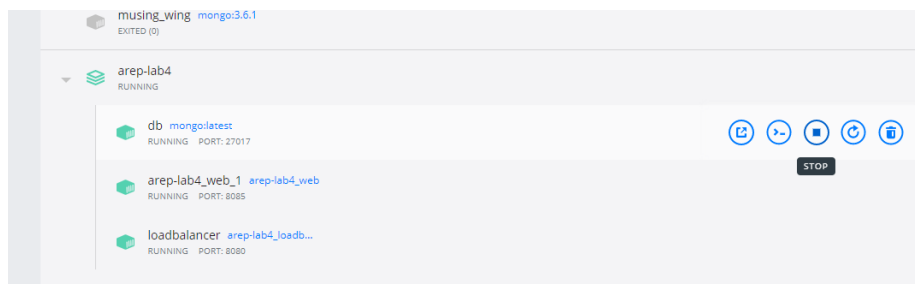 musing_wing mongo:3.6.1
EXITED (0)
arep-lab4
RUNNING
db mongo:latest
RUNNING PORT: 27017
STOP
arep-lab4_web_1 arep-lab4_web
RUNNING PORT: 8085
loadbalancer arep-lab4_loadb...
RUNNING PORT: 8080